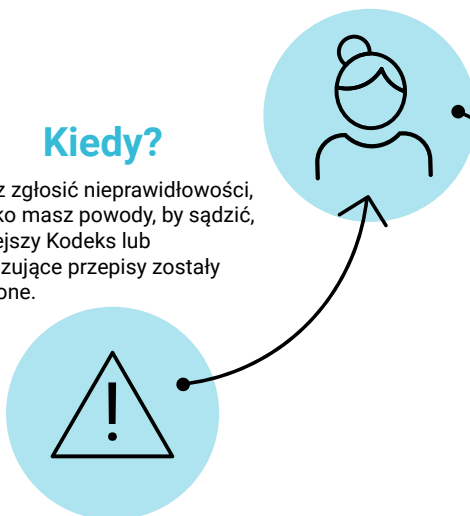 Kiedy?
z zgłosić nieprawidłowości,
ko masz powody, by sądzić,
ejszy Kodeks lub
zujące przepisy zostały
one.
!